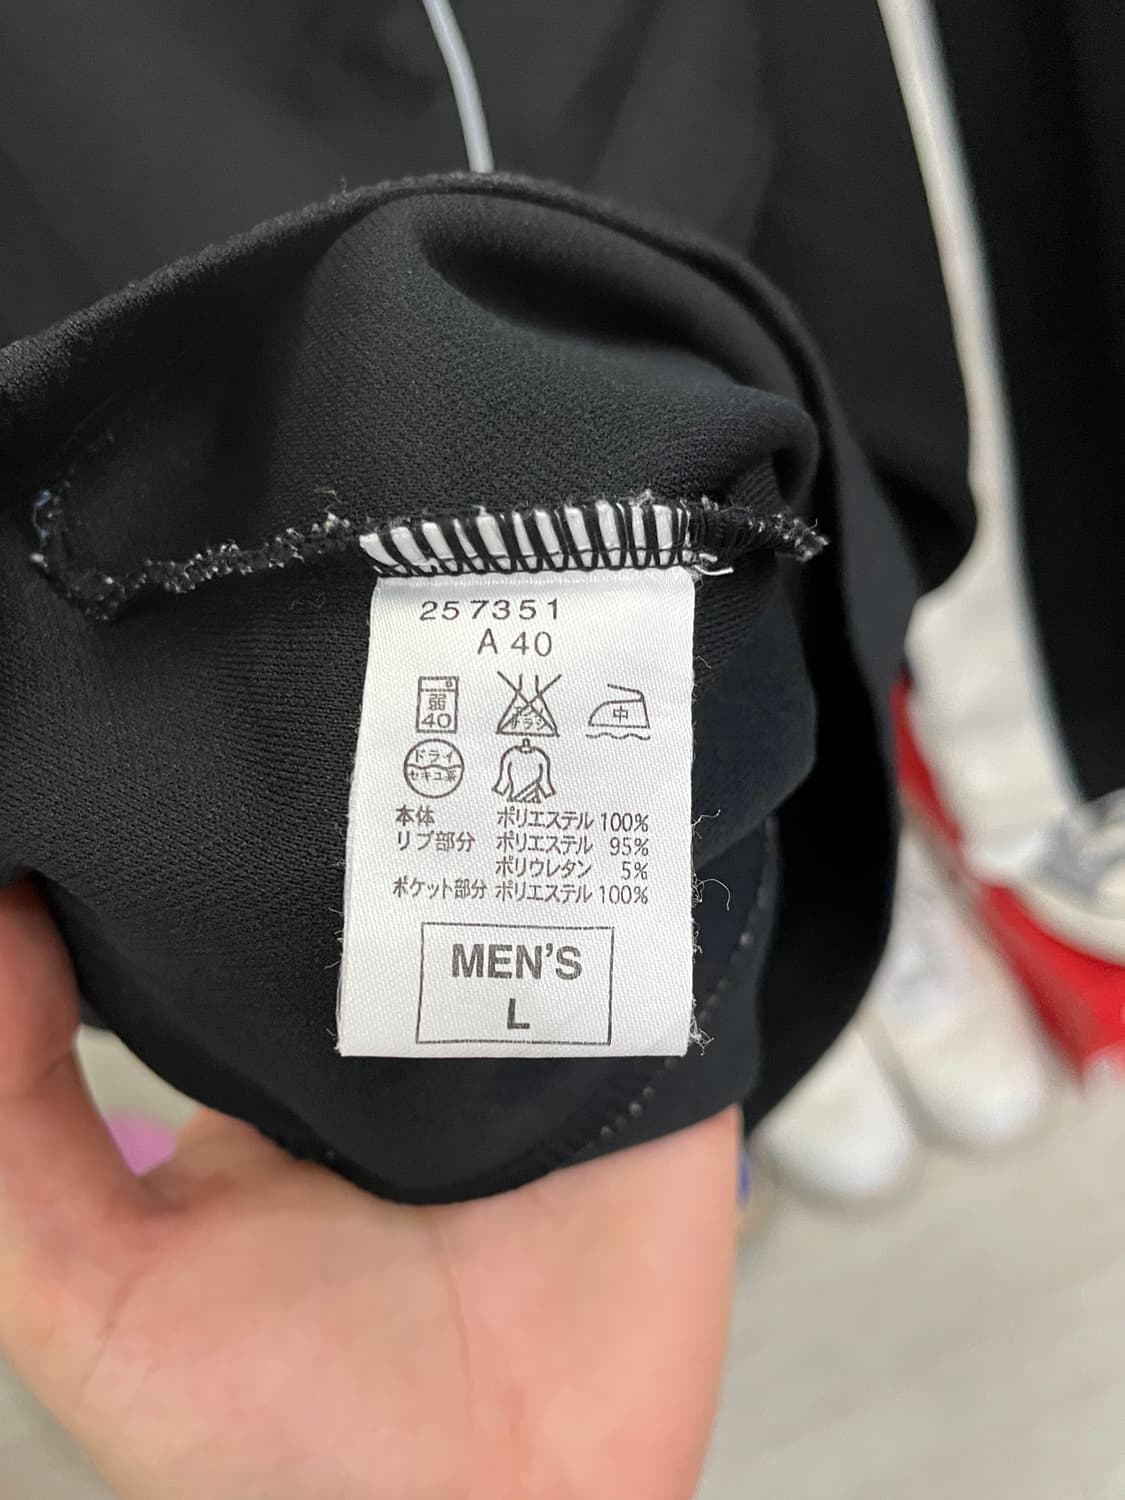 257351
A 40
弱
40
中
ドライ
セキユ系
本体 ポリエステル 100%
リブ部分 ポリエステル 95%
ポリウレタン 5%
ポケット部分 ポリエステル 100%
MEN'S
L